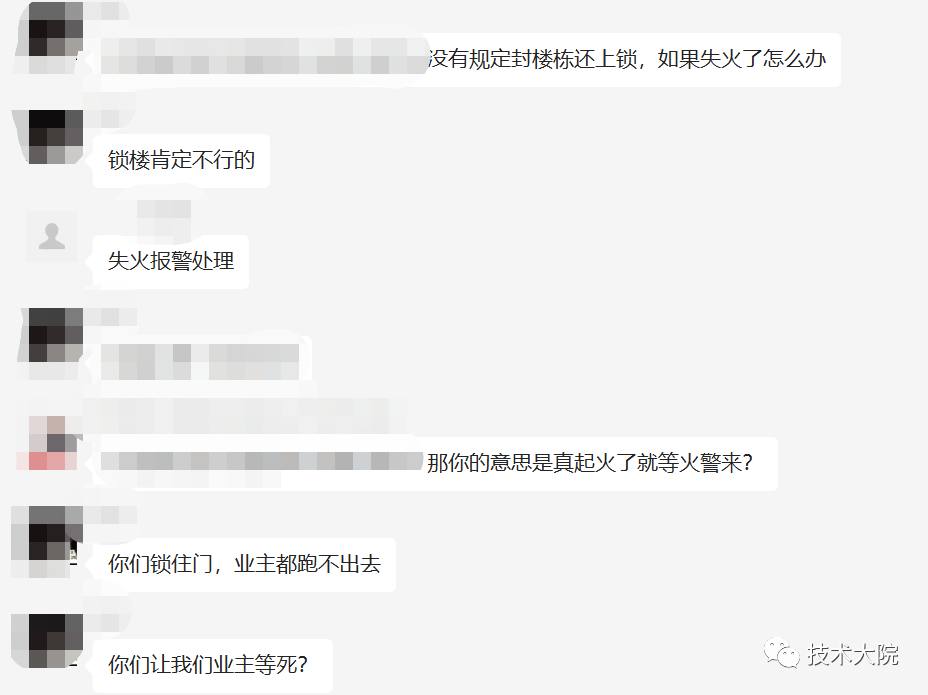 没有规定封楼栋还上锁，如果失火了怎么办
锁楼肯定不行的
失火报警处理
那你的意思是真起火了就等火警来？
你们锁住门，业主都跑不出去
你们让我们业主等死？
技术大院